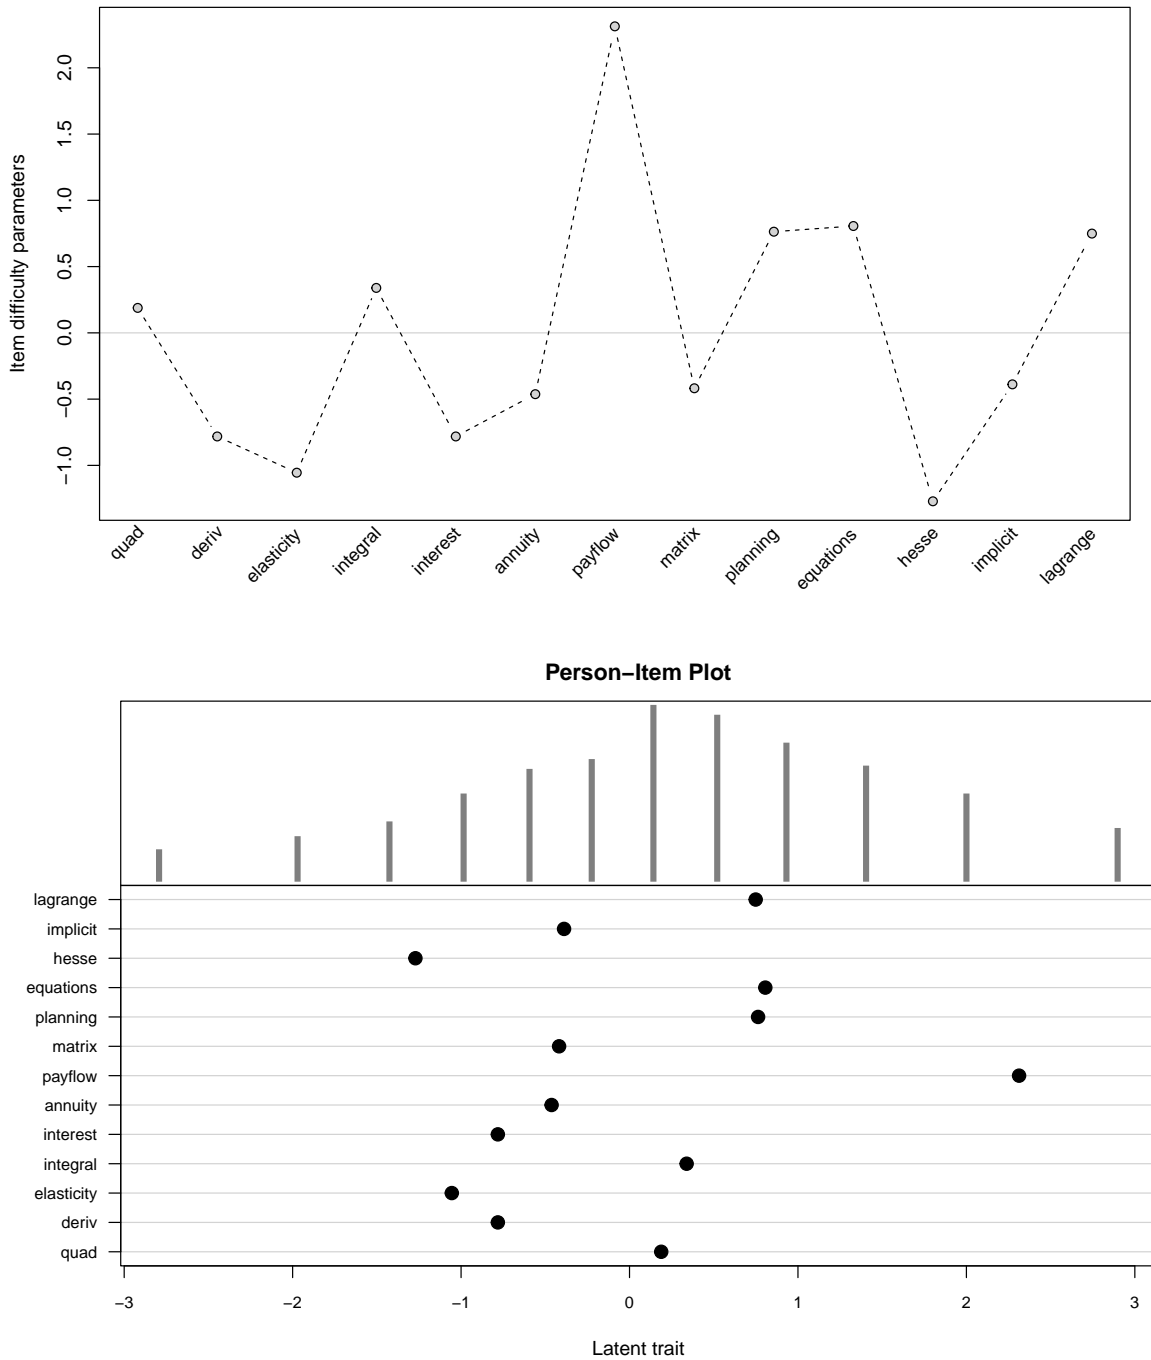 Item difficulty parameters
2.0
1.5
1.0
0.5
0.0
−0.5
−1.0
quad
deriv
elasticity
integral
interest
annuity
payflow
matrix
planning
equations
hesse
implicit
lagrange
Person−Item Plot
lagrange
implicit
hesse
equations
planning
matrix
payflow
annuity
interest
integral
elasticity
deriv
quad
−3 −2 −1 0 1 2 3
Latent trait